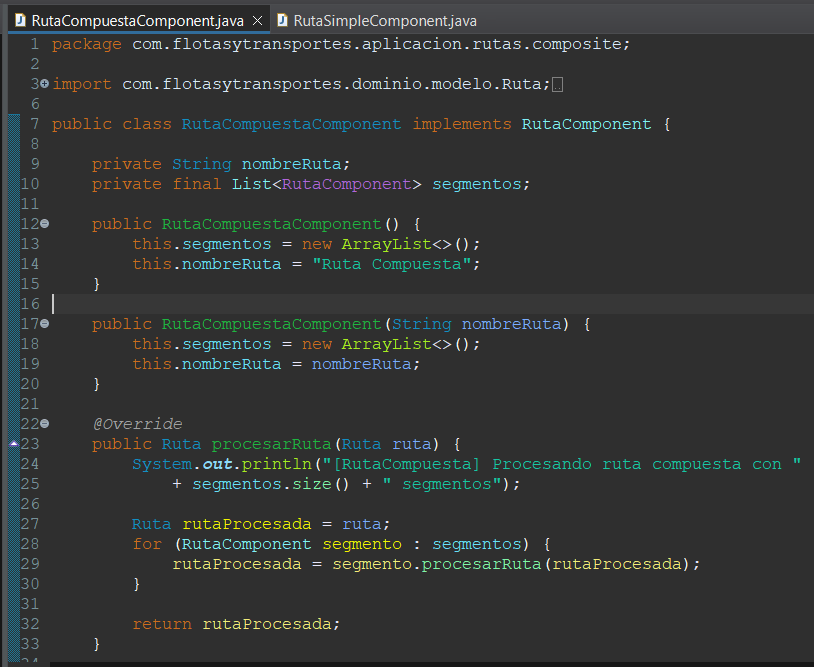 RutaCompuestaComponent.java RutaSimpleComponent.java
1 package com.flotasytransportes.aplicacion.rutas.composite;
2
3 import com.flotasytransportes.dominio.modelo.Ruta;
6
7 public class RutaCompuestaComponent implements RutaComponent {
8
9     private String nombreRuta;
10     private final List<RutaComponent> segmentos;
11
12     public RutaCompuestaComponent() {
13         this.segmentos = new ArrayList<>();
14         this.nombreRuta = "Ruta Compuesta";
15     }
16
17     public RutaCompuestaComponent(String nombreRuta) {
18         this.segmentos = new ArrayList<>();
19         this.nombreRuta = nombreRuta;
20     }
21
22     @Override
23     public Ruta procesarRuta(Ruta ruta) {
24         System.out.println("[RutaCompuesta] Procesando ruta compuesta con "
25             + segmentos.size() + " segmentos");
26
27         Ruta rutaProcesada = ruta;
28         for (RutaComponent segmento : segmentos) {
29             rutaProcesada = segmento.procesarRuta(rutaProcesada);
30         }
31
32         return rutaProcesada;
33     }
34